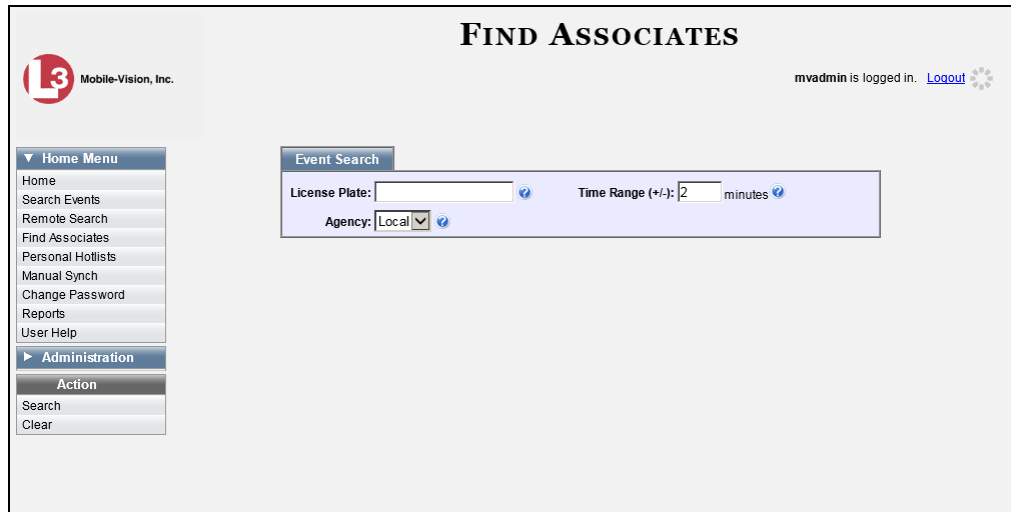 FIND ASSOCIATES
L3 Mobile-Vision, Inc.
mvadmin is logged in. Logout
Home Menu
Home
Search Events
Remote Search
Find Associates
Personal Hotlists
Manual Synch
Change Password
Reports
User Help
Administration
Action
Search
Clear
Event Search
License Plate: ? Time Range (+/-): 2 minutes ?
Agency: Local ?